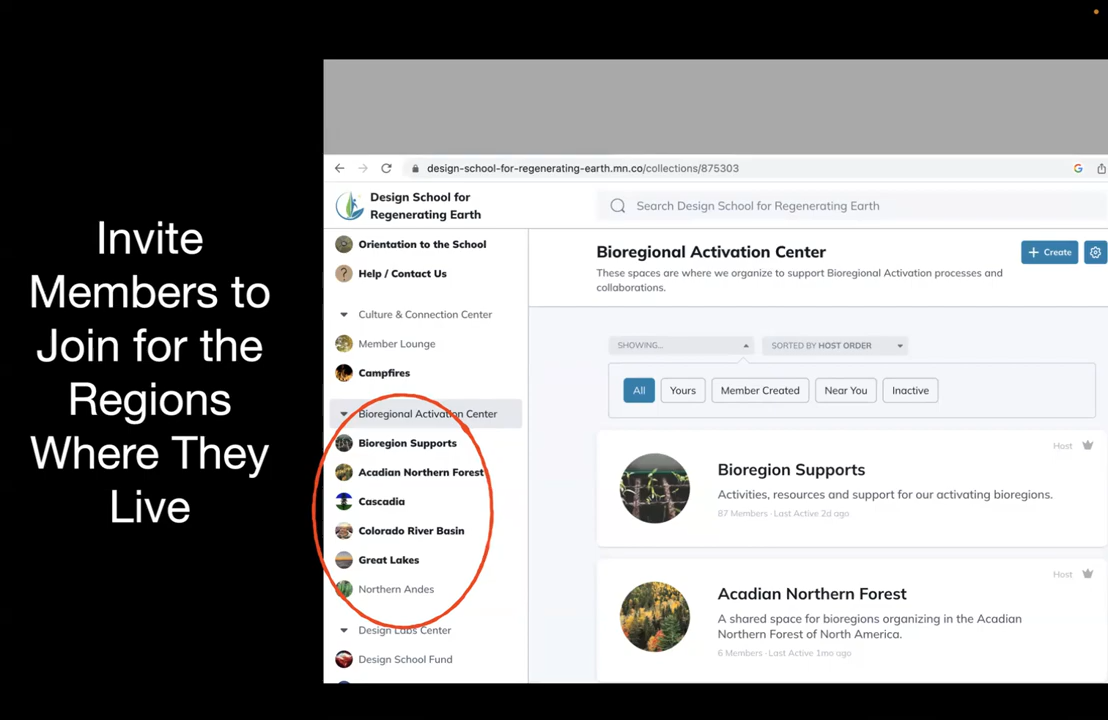 Invite
Members to
Join for the
Regions
Where They
Live
design-school-for-regenerating-earth.mn.co/collections/875303
G
Design School for
Regenerating Earth
Search Design School for Regenerating Earth
Orientation to the School
? Help / Contact Us
Culture & Connection Center
Member Lounge
Campfires
Bioregional Activation Center
Bioregion Supports
Acadian Northern Forest
Cascadia
Colorado River Basin
Great Lakes
Northern Andes
Design Labs Center
Design School Fund
Bioregional Activation Center
+ Create
These spaces are where we organize to support Bioregional Activation processes and
collaborations.
SHOWING...
SORTED BY HOST ORDER
All
Yours
Member Created
Near You
Inactive
Host
Bioregion Supports
Activities, resources and support for our activating bioregions.
87 Members · Last Active 2d ago
Host
Acadian Northern Forest
A shared space for bioregions organizing in the Acadian
Northern Forest of North America.
6 Members · Last Active 1mo ago